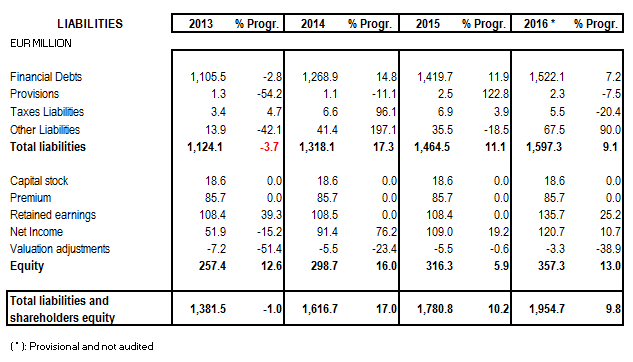 LIABILITIES 2013 % Progr. 2014 % Progr. 2015 % Progr. 2016 * % Progr.
EUR MILLION
Financial Debts 1,105.5 -2.8 1,268.9 14.8 1,419.7 11.9 1,522.1 7.2
Provisions 1.3 -54.2 1.1 -11.1 2.5 122.8 2.3 -7.5
Taxes Liabilities 3.4 4.7 6.6 96.1 6.9 3.9 5.5 -20.4
Other Liabilities 13.9 -42.1 41.4 197.1 35.5 -18.5 67.5 90.0
Total liabilities 1,124.1 -3.7 1,318.1 17.3 1,464.5 11.1 1,597.3 9.1
Capital stock 18.6 0.0 18.6 0.0 18.6 0.0 18.6 0.0
Premium 85.7 0.0 85.7 0.0 85.7 0.0 85.7 0.0
Retained earnings 108.4 39.3 108.5 0.0 108.4 0.0 135.7 25.2
Net Income 51.9 -15.2 91.4 76.2 109.0 19.2 120.7 10.7
Valuation adjustments -7.2 -51.4 -5.5 -23.4 -5.5 -0.6 -3.3 -38.9
Equity 257.4 12.6 298.7 16.0 316.3 5.9 357.3 13.0
Total liabilities and
shareholders equity 1,381.5 -1.0 1,616.7 17.0 1,780.8 10.2 1,954.7 9.8
( * ): Provisional and not audited